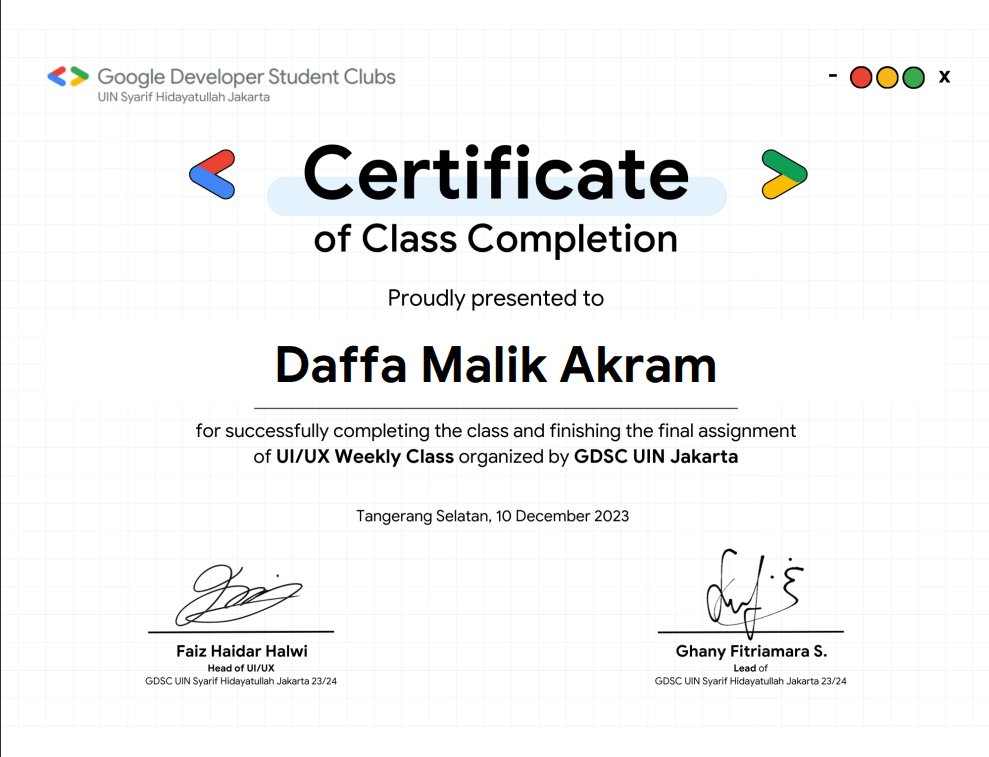 Google Developer Student Clubs
UIN Syarif Hidayatullah Jakarta
- x
Certificate
of Class Completion
Proudly presented to
Daffa Malik Akram
for successfully completing the class and finishing the final assignment
of UI/UX Weekly Class organized by GDSC UIN Jakarta
Tangerang Selatan, 10 December 2023
Faiz Haidar Halwi
Head of UI/UX
GDSC UIN Syarif Hidayatullah Jakarta 23/24
Ghany Fitriamara S.
Lead of
GDSC UIN Syarif Hidayatullah Jakarta 23/24